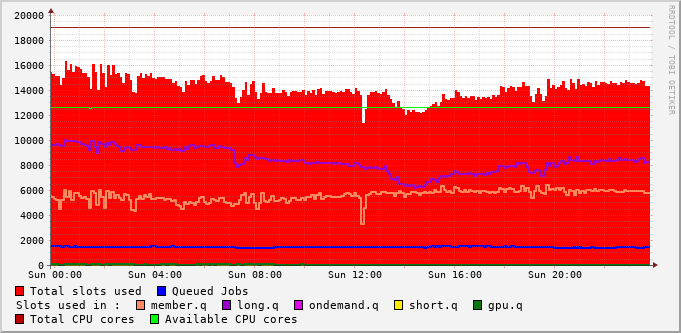 RRDTOOL / TOBI OETIKER
20000
18000
16000
14000
12000
10000
8000
6000
4000
2000
0
Sun 00:00 Sun 04:00 Sun 08:00 Sun 12:00 Sun 16:00 Sun 20:00
Total slots used Queued Jobs
Slots used in : member.q long.q ondemand.q short.q gpu.q
Total CPU cores Available CPU cores